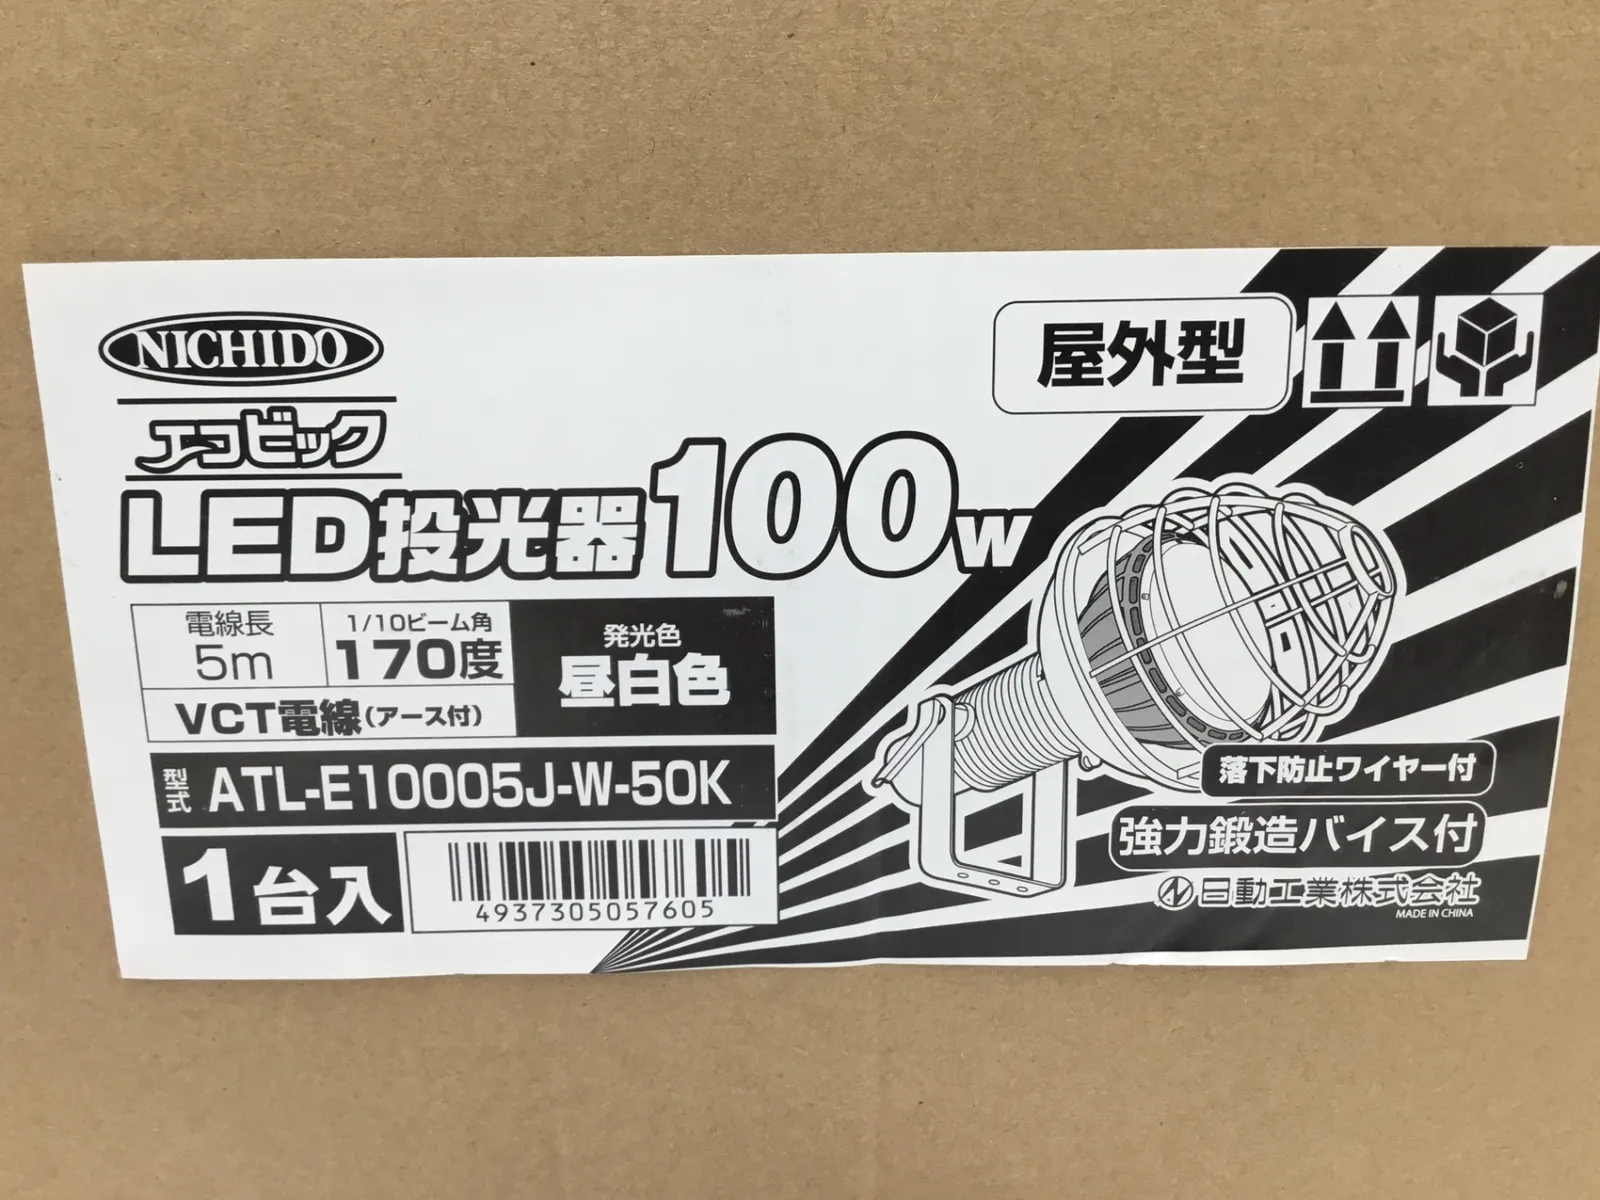 NICHIDO
エコビック
屋外型
LED投光器100W
電線長
5m
1/10ビーム角
170度
発光色
昼白色
VCT電線(アース付)
型式 ATL-E10005J-W-50K
1台入
4937305057605
落下防止ワイヤー付
強力鍛造バイス付
日動工業株式会社
MADE IN CHINA